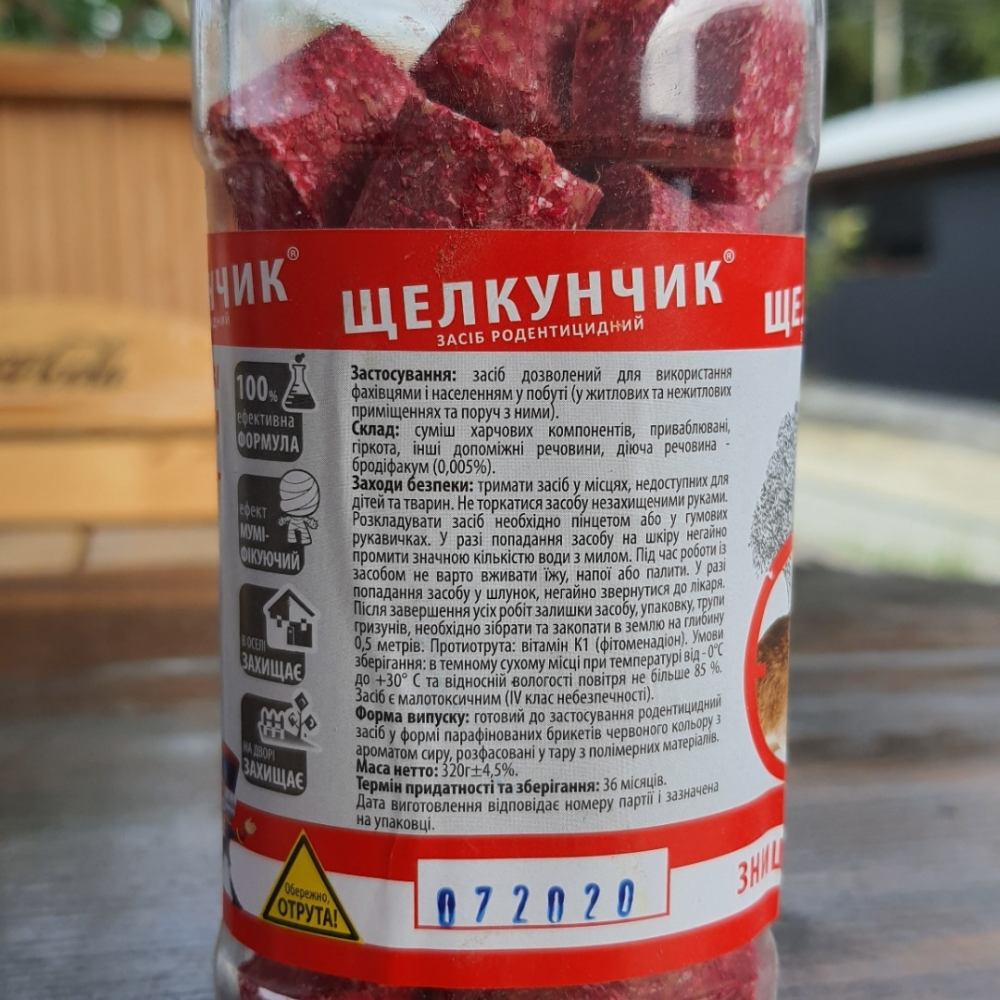 ЧИК®
ЩЕЛКУНЧИК®
ЗАСІБ РОДЕНТИЦИДНИЙ
100%
ефективна
ФОРМУЛА
ефект
МУМІ-
ФІКУЮЧИЙ
В ОСЕЛІ
ЗАХИЩАЄ
НА ДВОРІ
ЗАХИЩАЄ
Застосування: засіб дозволений для використання
фахівцями і населенням у побуті (у житлових та нежитлових
приміщеннях та поруч з ними).
Склад: суміш харчових компонентів, приваблювані,
гіркота, інші допоміжні речовини, діюча речовина -
бродіфакум (0,005%).
Заходи безпеки: тримати засіб у місцях, недоступних для
дітей та тварин. Не торкатися засобу незахищеними руками.
Розкладувати засіб необхідно пінцетом або у гумових
рукавичках. У разі попадання засобу на шкіру негайно
промити значною кількістю води з милом. Під час роботи із
засобом не варто вживати їжу, напої або палити. У разі
попадання засобу у шлунок, негайно звернутися до лікаря.
Після завершення усіх робіт залишки засобу, упаковку, трупи
гризунів, необхідно зібрати та закопати в землю на глибину
0,5 метрів. Протиотрута: вітамін К1 (фітоменадіон). Умови
зберігання: в темному сухому місці при температурі від -0°С
до +30° С та відносній вологості повітря не більше 85 %.
Засіб є малотоксичним (IV клас небезпечності).
Форма випуску: готовий до застосування родентицидний
засіб у формі парафінованих брикетів червоного кольору з
ароматом сиру, розфасовані у тару з полімерних матеріалів.
Маса нетто: 320г±4,5%.
Термін придатності та зберігання: 36 місяців.
Дата виготовлення відповідає номеру партії і зазначена
на упаковці.
Обережно,
ОТРУТА!
072020
ЩЕ
ЗНИЩ